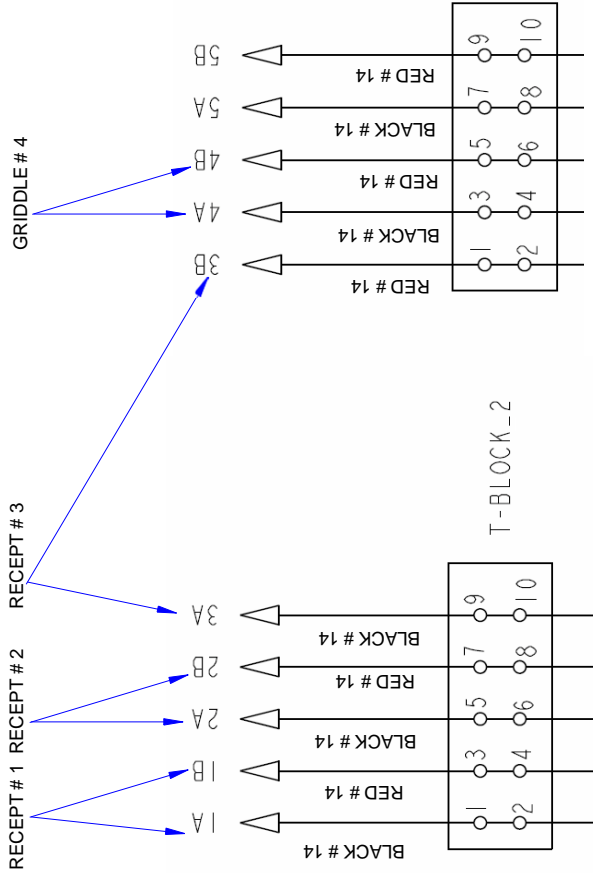 GRIDDLE # 4
RECEPT # 3
RECEPT # 2
RECEPT # 1
5B
5A
4B
4A
3B
RED # 14
BLACK # 14
RED # 14
BLACK # 14
RED # 14
9 10
7 8
5 6
3 4
1 2
T-BLOCK_2
3A
2B
2A
1B
1A
BLACK # 14
RED # 14
BLACK # 14
RED # 14
BLACK # 14
9 10
7 8
5 6
3 4
1 2